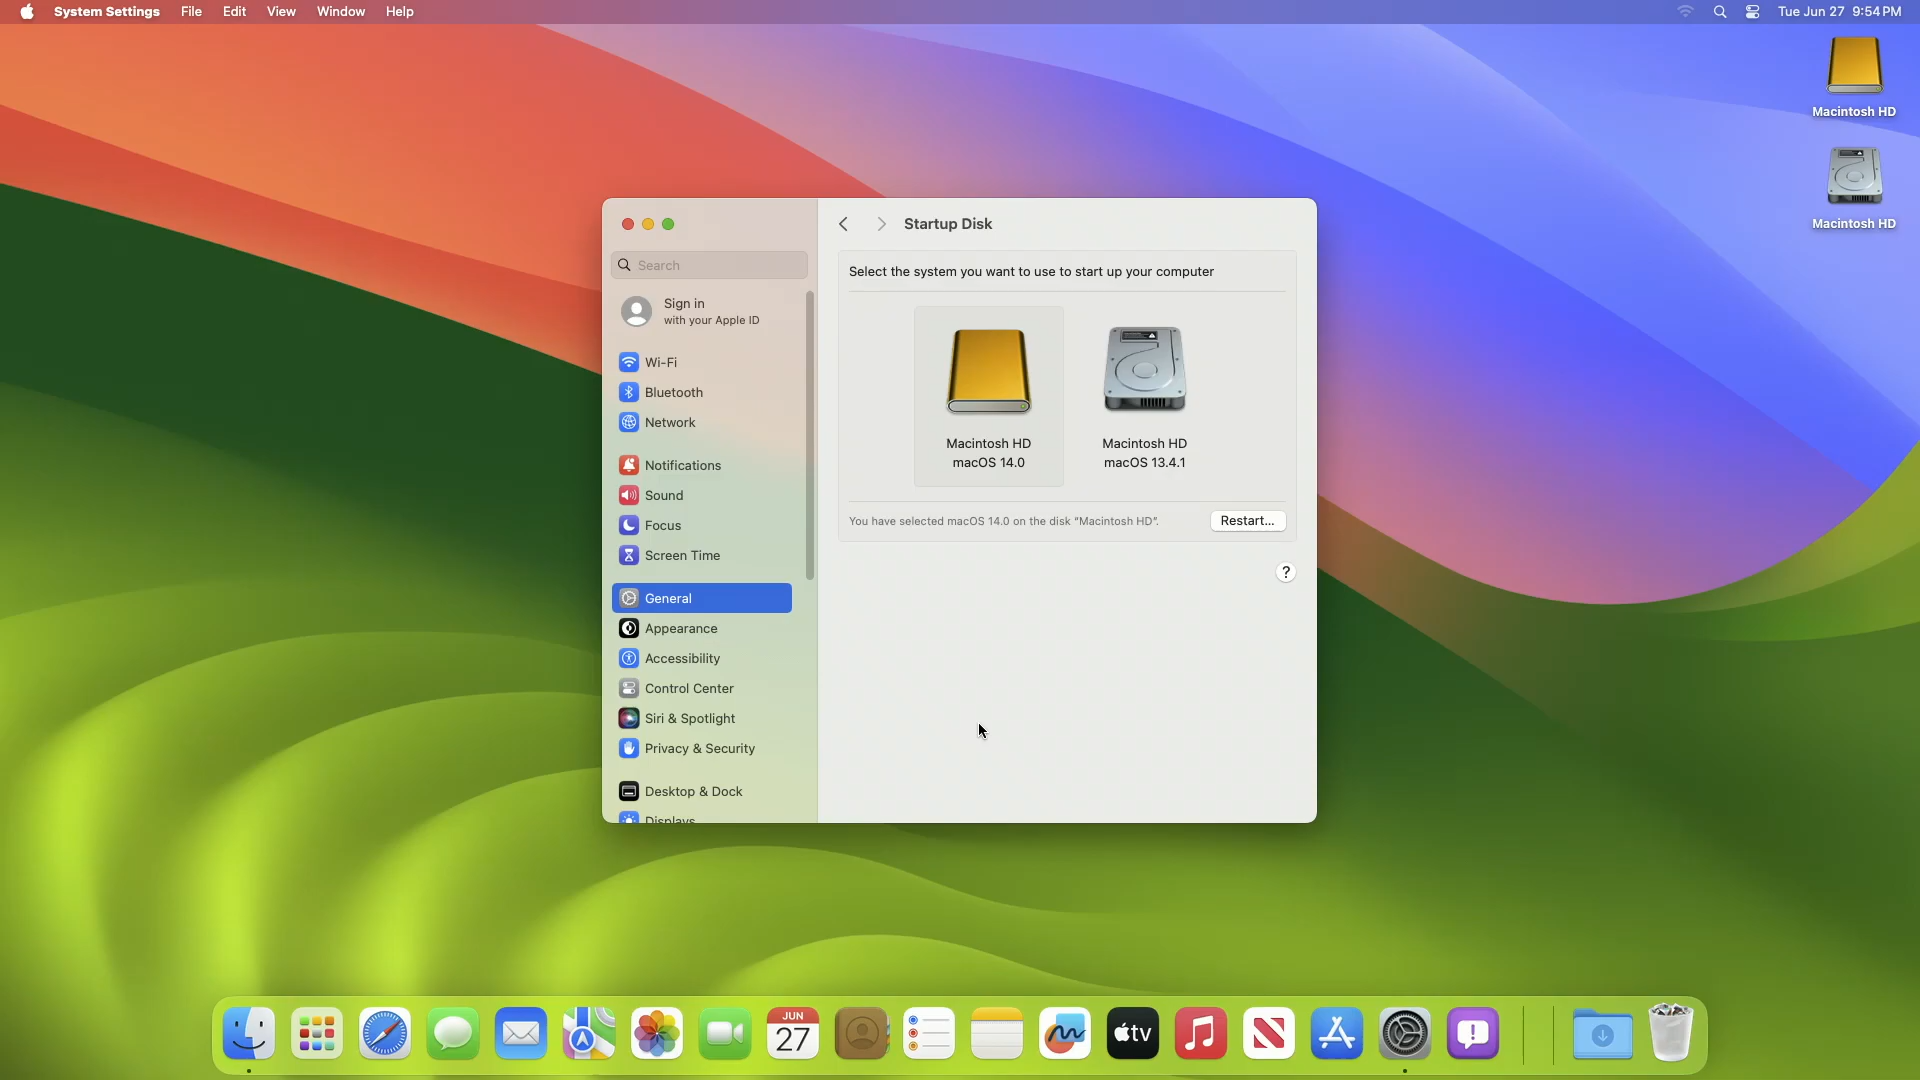 System Settings File Edit View Window Help Tue Jun 27 9:54 PM
Macintosh HD
Macintosh HD
Startup Disk
Search
Sign in
with your Apple ID
Wi-Fi
Bluetooth
Network
Notifications
Sound
Focus
Screen Time
General
Appearance
Accessibility
Control Center
Siri & Spotlight
Privacy & Security
Desktop & Dock
Displays
Select the system you want to use to start up your computer
Macintosh HD
macOS 14.0
Macintosh HD
macOS 13.4.1
You have selected macOS 14.0 on the disk “Macintosh HD”.
Restart...
?
JUN
27
tv